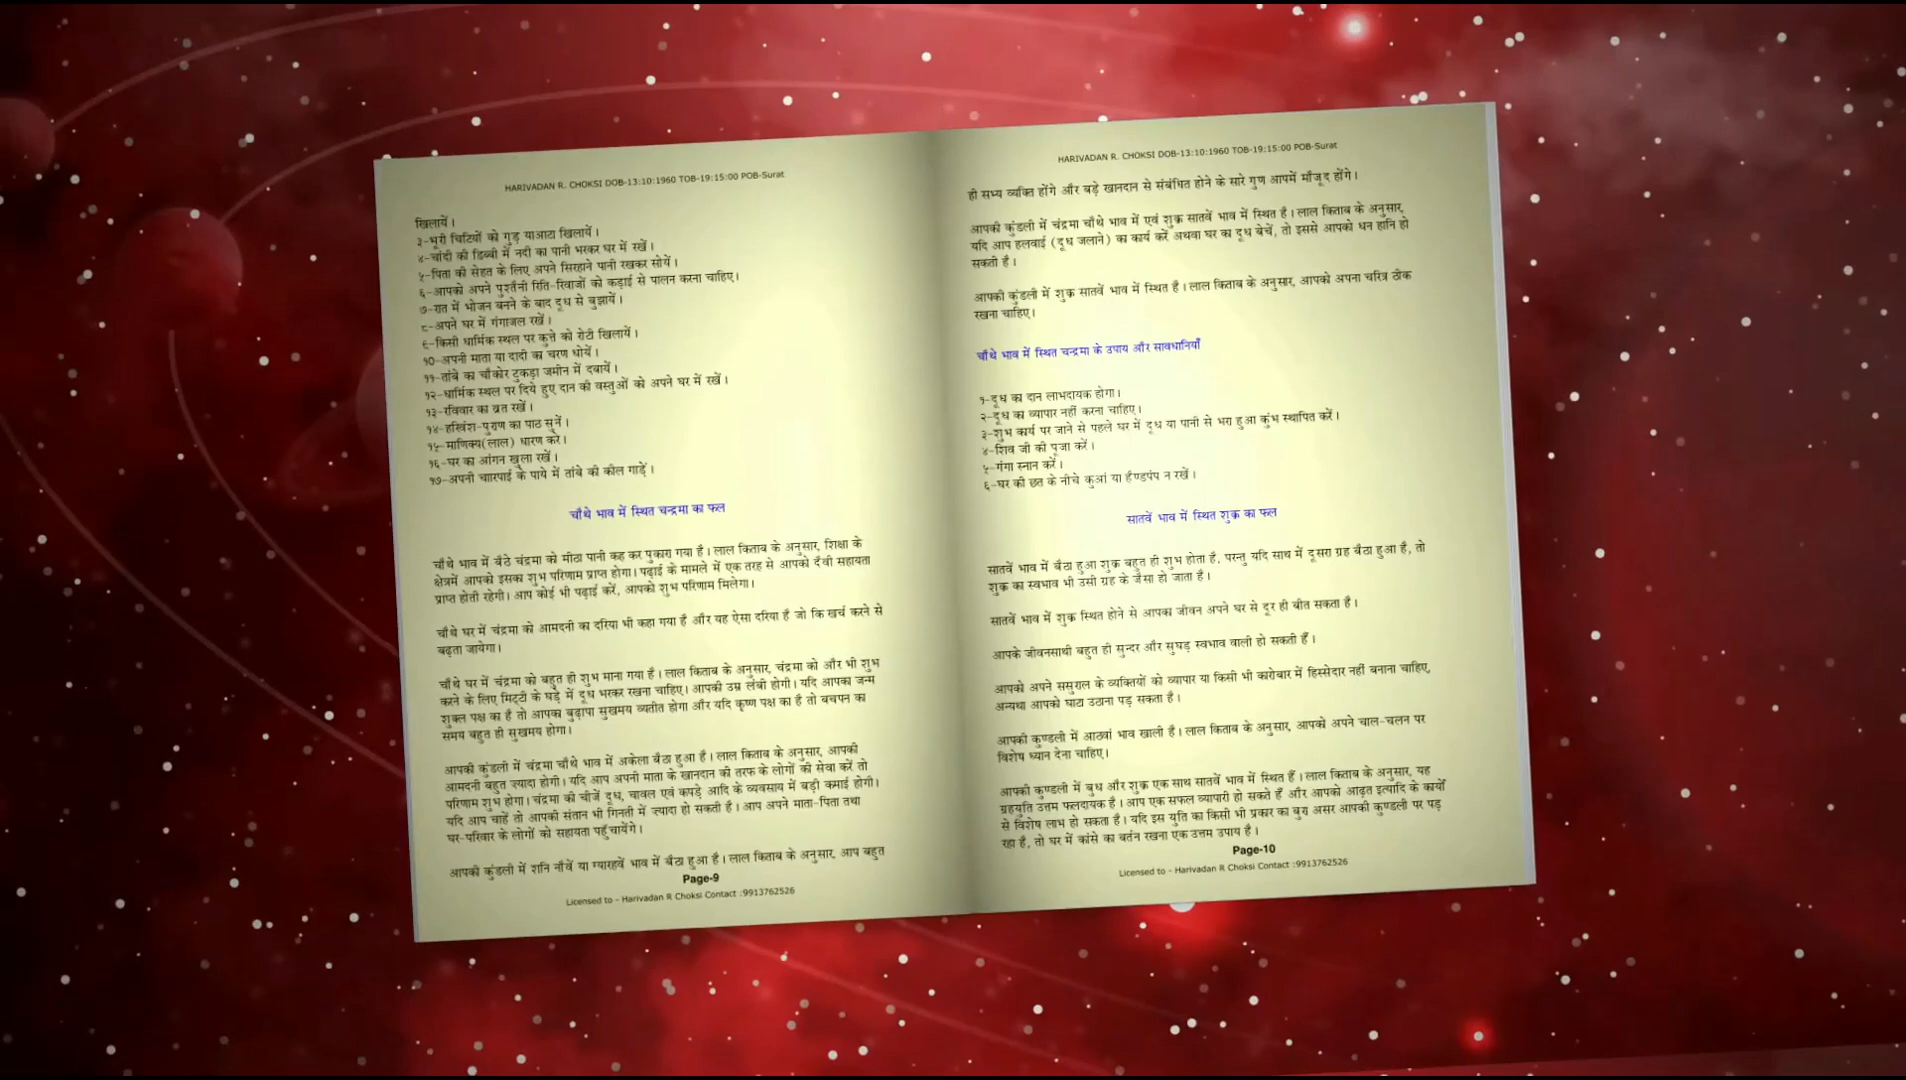 HARIVADAN R. CHOKSI DOB-13:10:1960 TOB-19:15:00 POB-Surat
खिलायें।
३-भूरी चिटियों को गुड़ याआटा खिलायें।
४-चांदी की डिब्बी में नदी का पानी भरकर घर में रखें।
५-पिता की सेहत के लिए अपने सिरहाने पानी रखकर सोयें।
६-आपको अपने पुश्तैनी रिति-रिवाजों को कड़ाई से पालन करना चाहिए।
७-रात में भोजन बनने के बाद दूध से बुझायें।
८-अपने घर में गंगाजल रखें।
९-किसी धार्मिक स्थल पर कुत्ते को रोटी खिलायें।
१०-अपनी माता या दादी का चरण धोयें।
११-तांबे का चौकोर टुकड़ा जमीन में दबायें।
१२-धार्मिक स्थल पर दिये हुए दान की वस्तुओं को अपने घर में रखें।
१३-रविवार का व्रत रखें।
१४-हरिवंश-पुराण का पाठ सुनें।
१५-माणिक्य(लाल) धारण करें।
१६-घर का आंगन खुला रखें।
१७-अपनी चारपाई के पाये में तांबे की कील गाड़ें।
चौथे भाव में स्थित चन्द्रमा का फल
चौथे भाव में बैठे चंद्रमा को मीठा पानी कह कर पुकारा गया है। लाल किताब के अनुसार, शिक्षा के
क्षेत्रमें आपको इसका शुभ परिणाम प्राप्त होगा। पढ़ाई के मामले में एक तरह से आपको दैवी सहायता
प्राप्त होती रहेगी। आप कोई भी पढ़ाई करें, आपको शुभ परिणाम मिलेगा।
चौथे घर में चंद्रमा को आमदनी का दरिया भी कहा गया है और यह ऐसा दरिया है जो कि खर्च करने से
बढ़ता जायेगा।
चौथे घर में चंद्रमा को बहुत ही शुभ माना गया है। लाल किताब के अनुसार, चंद्रमा को और भी शुभ
करने के लिए मिट्टी के घड़े में दूध भरकर रखना चाहिए। आपकी उम्र लंबी होगी। यदि आपका जन्म
शुक्ल पक्ष का है तो आपका बुढ़ापा सुखमय व्यतीत होगा और यदि कृष्ण पक्ष का है तो बचपन का
समय बहुत ही सुखमय होगा।
आपकी कुंडली में चंद्रमा चौथे भाव में अकेला बैठा हुआ है। लाल किताब के अनुसार, आपकी
आमदनी बहुत ज्यादा होगी। यदि आप अपनी माता के खानदान की तरफ के लोगों की सेवा करें तो
परिणाम शुभ होगा। चंद्रमा की चीजें दूध, चावल एवं कपड़े आदि के व्यवसाय में बड़ी कमाई होगी।
यदि आप चाहें तो आपकी संतान भी गिनती में ज्यादा हो सकती है। आप अपने माता-पिता तथा
घर-परिवार के लोगों को सहायता पहुँचायेंगे।
आपकी कुंडली में शनि नौवें या ग्यारहवें भाव में बैठा हुआ है। लाल किताब के अनुसार, आप बहुत
Page-9
Licensed to - Harivadan R Choksi Contact :9913762526
HARIVADAN R. CHOKSI DOB-13:10:1960 TOB-19:15:00 POB-Surat
ही सभ्य व्यक्ति होंगे और बड़े खानदान से संबंधित होने के सारे गुण आपमें मौजूद होंगे।
आपकी कुंडली में चंद्रमा चौथे भाव में एवं शुक्र सातवें भाव में स्थित है। लाल किताब के अनुसार,
यदि आप हलवाई (दूध जलाने) का कार्य करें अथवा घर का दूध बेचें, तो इससे आपको धन हानि हो
सकती है।
आपकी कुंडली में शुक्र सातवें भाव में स्थित है। लाल किताब के अनुसार, आपको अपना चरित्र ठीक
रखना चाहिए।
चौथे भाव में स्थित चन्द्रमा के उपाय और सावधानियाँ
१-दूध का दान लाभदायक होगा।
२-दूध का व्यापार नहीं करना चाहिए।
३-शुभ कार्य पर जाने से पहले घर में दूध या पानी से भरा हुआ कुंभ स्थापित करें।
४-शिव जी की पूजा करें।
५-गंगा स्नान करें।
६-घर की छत के नीचे कुआं या हैण्डपंप न रखें।
सातवें भाव में स्थित शुक्र का फल
सातवें भाव में बैठा हुआ शुक्र बहुत ही शुभ होता है, परन्तु यदि साथ में दूसरा ग्रह बैठा हुआ है, तो
शुक्र का स्वभाव भी उसी ग्रह के जैसा हो जाता है।
सातवें भाव में शुक्र स्थित होने से आपका जीवन अपने घर से दूर ही बीत सकता है।
आपके जीवनसाथी बहुत ही सुन्दर और सुघड़ स्वभाव वाली हो सकती हैं।
आपको अपने ससुराल के व्यक्तियों को व्यापार या किसी भी कारोबार में हिस्सेदार नहीं बनाना चाहिए,
अन्यथा आपको घाटा उठाना पड़ सकता है।
आपकी कुण्डली में आठवां भाव खाली है। लाल किताब के अनुसार, आपको अपने चाल-चलन पर
विशेष ध्यान देना चाहिए।
आपकी कुण्डली में बुध और शुक्र एक साथ सातवें भाव में स्थित हैं। लाल किताब के अनुसार, यह
ग्रहयुति उत्तम फलदायक है। आप एक सफल व्यापारी हो सकते हैं और आपको आढ़त इत्यादि के कार्यों
से विशेष लाभ हो सकता है। यदि इस युति का किसी भी प्रकार का बुरा असर आपकी कुण्डली पर पड़
रहा है, तो घर में कांसे का बर्तन रखना एक उत्तम उपाय है।
Page-10
Licensed to - Harivadan R Choksi Contact :9913762526